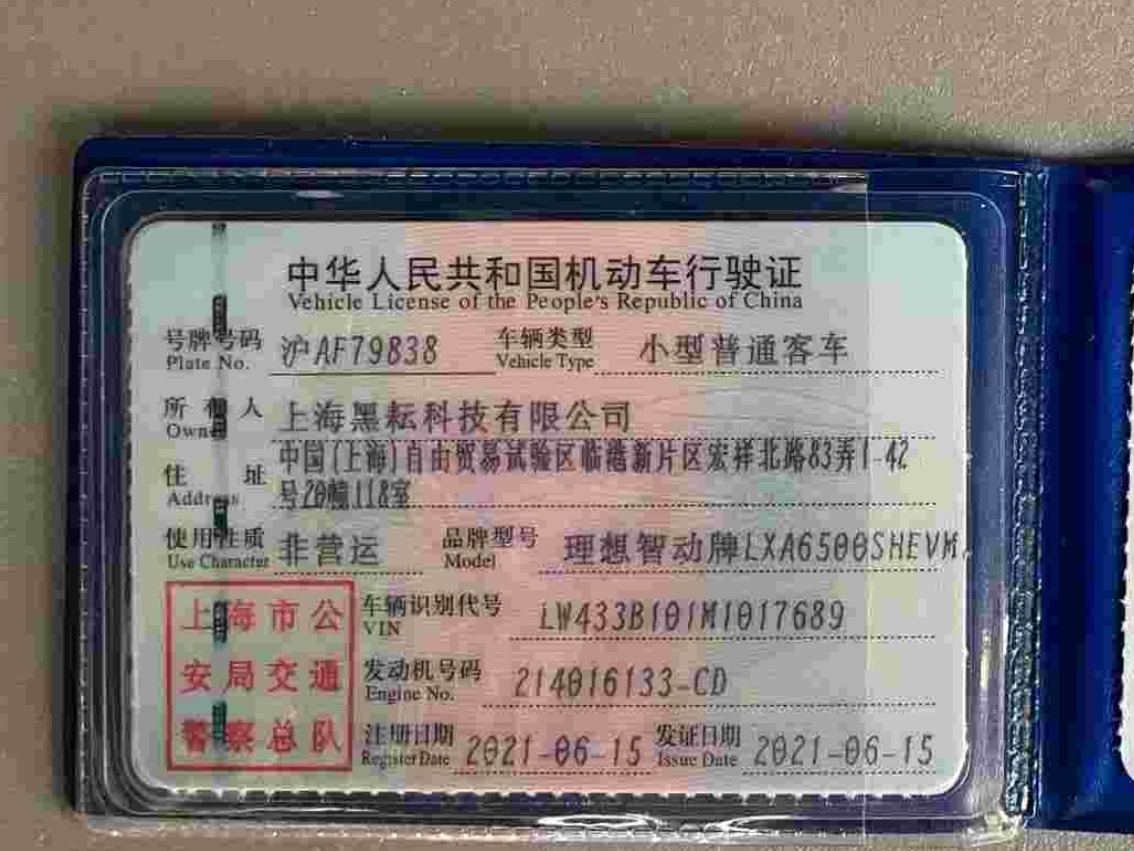 中华人民共和国机动车行驶证
Vehicle License of the People's Republic of China
号牌号码 沪AF79838 车辆类型 小型普通客车
Plate No. Vehicle Type
所有人 上海黑耘科技有限公司
Owner
中国(上海)自由贸易试验区临港新片区宏祥北路83弄1-42
住址 号20幢118室
Address
使用性质 非营运 品牌型号 理想智动牌LXA6500SHEVM
Use Character Model
上海市公 车辆识别代号 LW433B101M1017689
VIN
安局交通 发动机号码 214016133-CD
Engine No.
警察总队 注册日期 2021-06-15 发证日期 2021-06-15
Register Date Issue Date